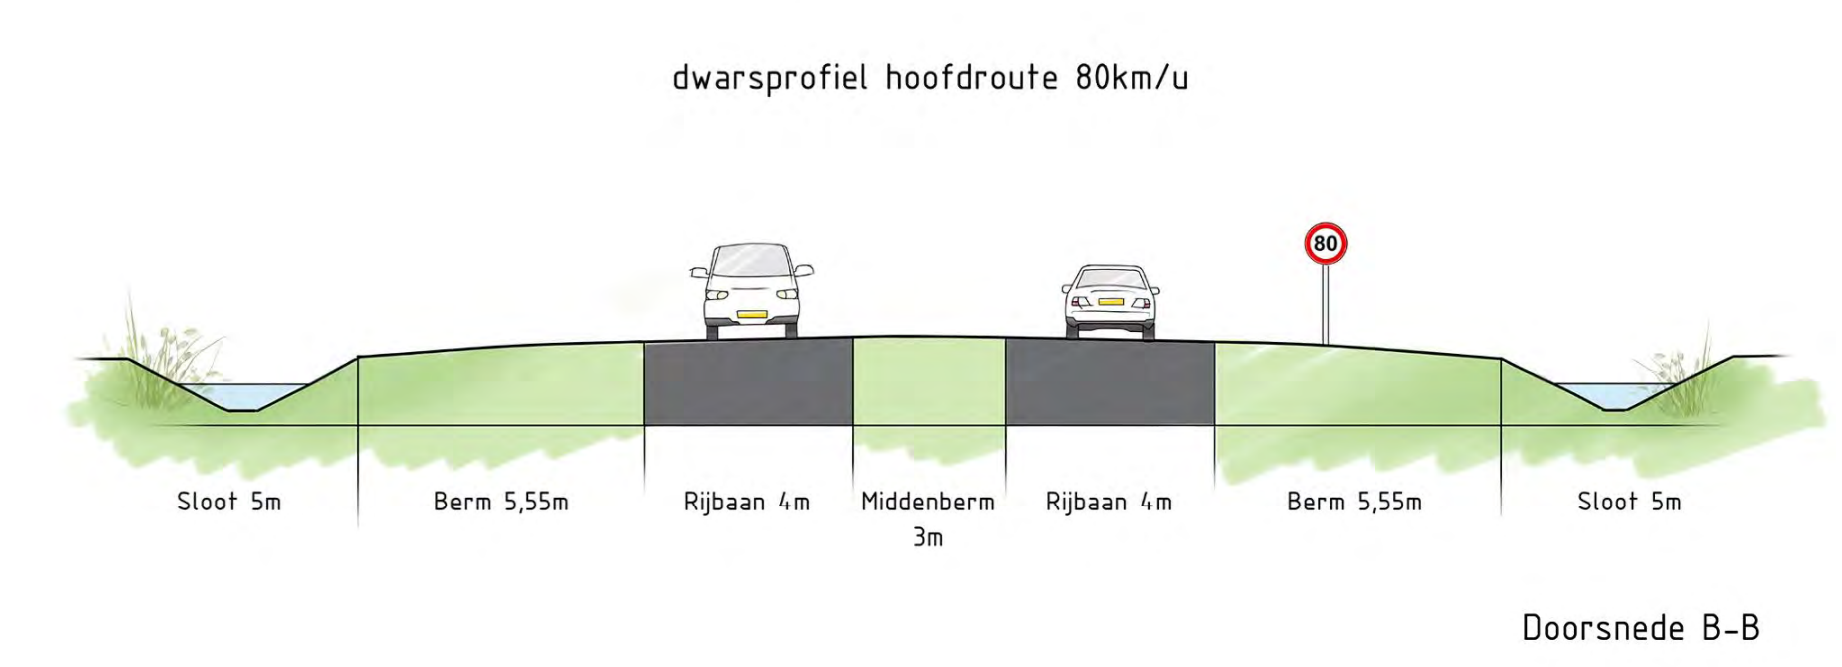 dwarsprofiel hoofdroute 80km/u
80
Sloot 5m
Berm 5,55m
Rijbaan 4m
Middenberm
3m
Rijbaan 4m
Berm 5,55m
Sloot 5m
Doorsnede B-B